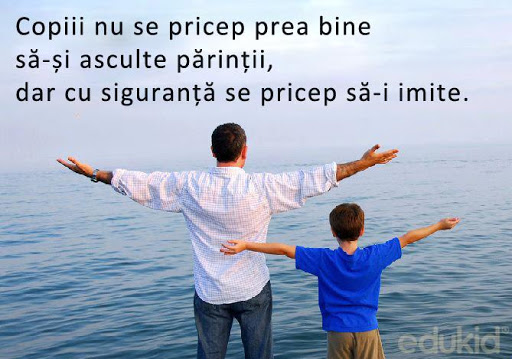 Copiii nu se pricep prea bine
să-și asculte părinții,
dar cu siguranță se pricep să-i imite.
edukid